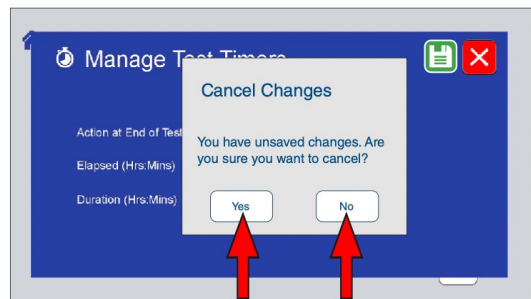 Manage Test Timers
Cancel Changes
Action at End of Test
You have unsaved changes. Are
you sure you want to cancel?
Elapsed (Hrs:Mins)
Duration (Hrs:Mins)
Yes
No